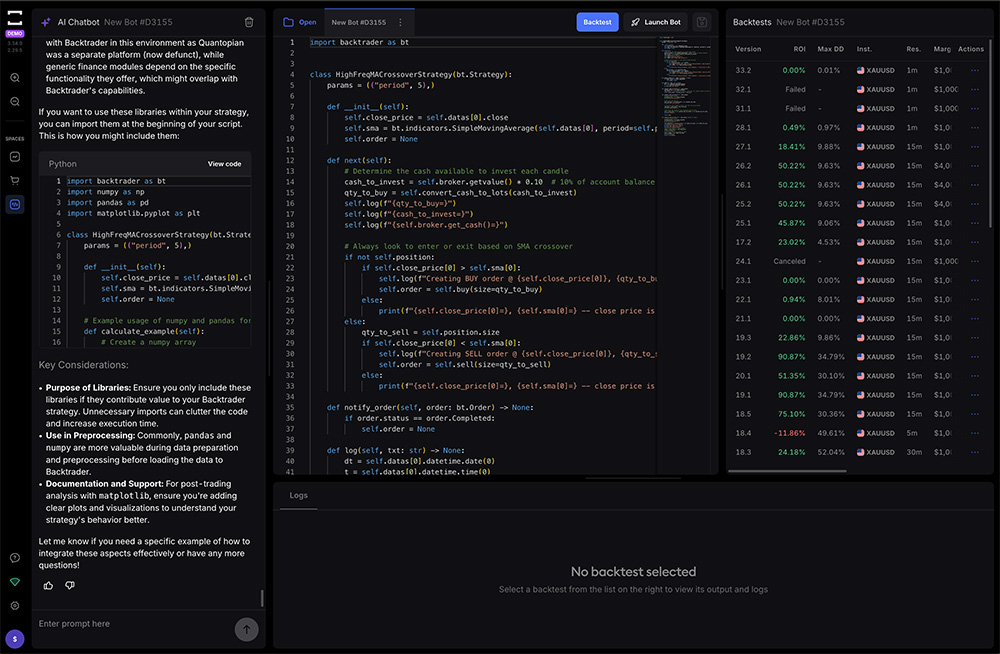 AI Chatbot New Bot #D3155
DEMO
SPACES
with Backtrader in this environment as Quantopian
was a separate platform (now defunct), while
generic finance modules depend on the specific
functionality they offer, which might overlap with
Backtrader's capabilities.
If you want to use these libraries within your strategy,
you can import them at the beginning of your script.
This is how you might include them:
Python View code
1 import backtrader as bt
2 import numpy as np
3 import pandas as pd
4 import matplotlib.pyplot as plt
5
6 class HighFreqMACrossoverStrategy(bt.Strate
7 params = (("period", 5),)
8
9 def __init__(self):
10 self.close_price = self.datas[0].cl
11 self.sma = bt.indicators.SimpleMovi
12 self.order = None
13
14 # Example usage of numpy and pandas for
15 def calculate_example(self):
16 # Create a numpy array
Key Considerations:
• Purpose of Libraries: Ensure you only include these
libraries if they contribute value to your Backtrader
strategy. Unnecessary imports can clutter the code
and increase execution time.
• Use in Preprocessing: Commonly, pandas and
numpy are more valuable during data preparation
and preprocessing before loading the data to
Backtrader.
• Documentation and Support: For post-trading
analysis with matplotlib, ensure you're adding
clear plots and visualizations to understand your
strategy's behavior better.
Let me know if you need a specific example of how to
integrate these aspects effectively or have any more
questions!
Enter prompt here
$
Open New Bot #D3155 Backtest Launch Bot
1 import backtrader as bt
2
3
4 class HighFreqMACrossoverStrategy(bt.Strategy):
5 params = (("period", 5),)
6
7 def __init__(self):
8 self.close_price = self.datas[0].close
9 self.sma = bt.indicators.SimpleMovingAverage(self.datas[0], period=self.p
10 self.order = None
11
12 def next(self):
13 # Determine the cash available to invest each candle
14 cash_to_invest = self.broker.getvalue() * 0.10 # 10% of account balance
15 qty_to_buy = self.convert_cash_to_lots(cash_to_invest)
16 self.log(f"{qty_to_buy=}")
17 self.log(f"{cash_to_invest=}")
18 self.log(f"{self.broker.get_cash()=}")
19
20 # Always look to enter or exit based on SMA crossover
21 if not self.position:
22 if self.close_price[0] > self.sma[0]:
23 self.log(f"Creating BUY order @ {self.close_price[0]}, {qty_to_bu
24 self.order = self.buy(size=qty_to_buy)
25 else:
26 print(f"{self.close_price[0]=}, {self.sma[0]=} -- close price is
27 else:
28 qty_to_sell = self.position.size
29 if self.close_price[0] < self.sma[0]:
30 self.log(f"Creating SELL order @ {self.close_price[0]}, {qty_to_s
31 self.order = self.sell(size=qty_to_sell)
32 else:
33 print(f"{self.close_price[0]=}, {self.sma[0]=} -- close price is
34
35 def notify_order(self, order: bt.Order) -> None:
36 if order.status == order.Completed:
37 self.order = None
38
39 def log(self, txt: str) -> None:
40 dt = self.datas[0].datetime.date(0)
41 t = self.datas[0].datetime.time(0)
Backtests New Bot #D3155
Version ROI Max DD Inst. Res. Marg Actions
33.2 0.00% 0.01% XAUUSD 1m $1,0(
32.1 Failed - XAUUSD 1m $1,000
31.1 Failed - XAUUSD 1m $1,000
28.1 0.49% 0.97% XAUUSD 1m $1,0(
27.1 18.41% 9.88% XAUUSD 15m $1,0(
26.2 50.22% 9.63% XAUUSD 15m $1,0(
26.1 50.22% 9.63% XAUUSD 15m $1,0(
25.2 50.22% 9.63% XAUUSD 15m $1,0(
25.1 45.87% 9.06% XAUUSD 15m $1,0(
17.2 23.02% 4.53% XAUUSD 15m $1,0(
24.1 Canceled - XAUUSD 15m $1,000
23.1 0.00% 0.00% XAUUSD 15m $1,0(
22.1 0.94% 8.01% XAUUSD 15m $1,0(
21.1 0.00% 0.00% XAUUSD 15m $1,0(
19.3 22.86% 9.86% XAUUSD 15m $1,0(
19.2 90.87% 34.79% XAUUSD 15m $1,0(
20.1 51.35% 30.10% XAUUSD 15m $1,0(
19.1 90.87% 34.79% XAUUSD 15m $1,0(
18.5 75.10% 30.36% XAUUSD 15m $1,0(
18.4 -11.86% 49.61% XAUUSD 5m $1,0(
18.3 24.18% 52.04% XAUUSD 30m $1,0(
Logs
No backtest selected
Select a backtest from the list on the right to view its output and logs